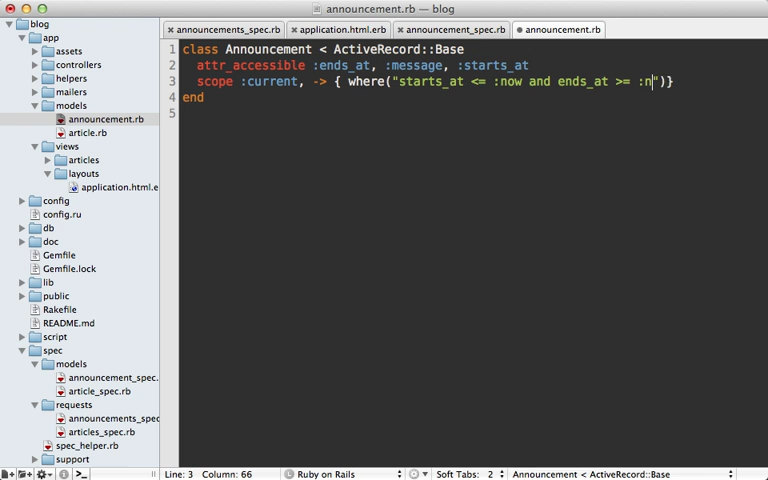 announcement.rb — blog
announcements_spec.rb
application.html.erb
announcement_spec.rb
announcement.rb
blog
app
assets
controllers
helpers
mailers
models
announcement.rb
article.rb
views
articles
layouts
application.html.e
config
config.ru
db
doc
Gemfile
Gemfile.lock
lib
public
Rakefile
README.md
script
spec
models
announcement_spec.
article_spec.rb
requests
announcements_spec
articles_spec.rb
spec_helper.rb
support
1 class Announcement < ActiveRecord::Base
2 attr_accessible :ends_at, :message, :starts_at
3 scope :current, -> { where("starts_at <= :now and ends_at >= :n")}
4 end
5
Line: 3 Column: 66 Ruby on Rails Soft Tabs: 2 Announcement < ActiveRecord::Base